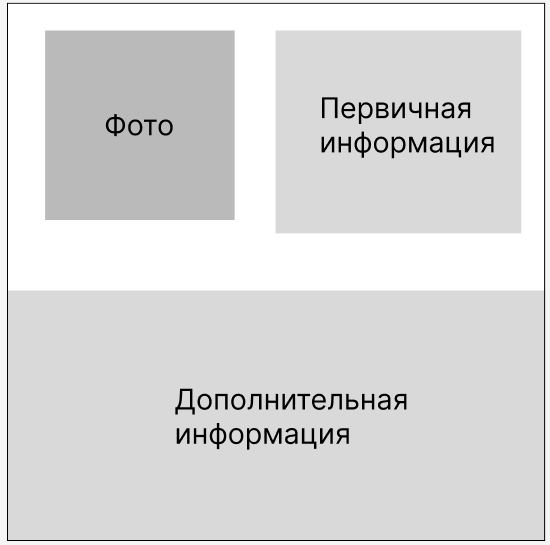 Фото
Первичная
информация
Дополнительная
информация